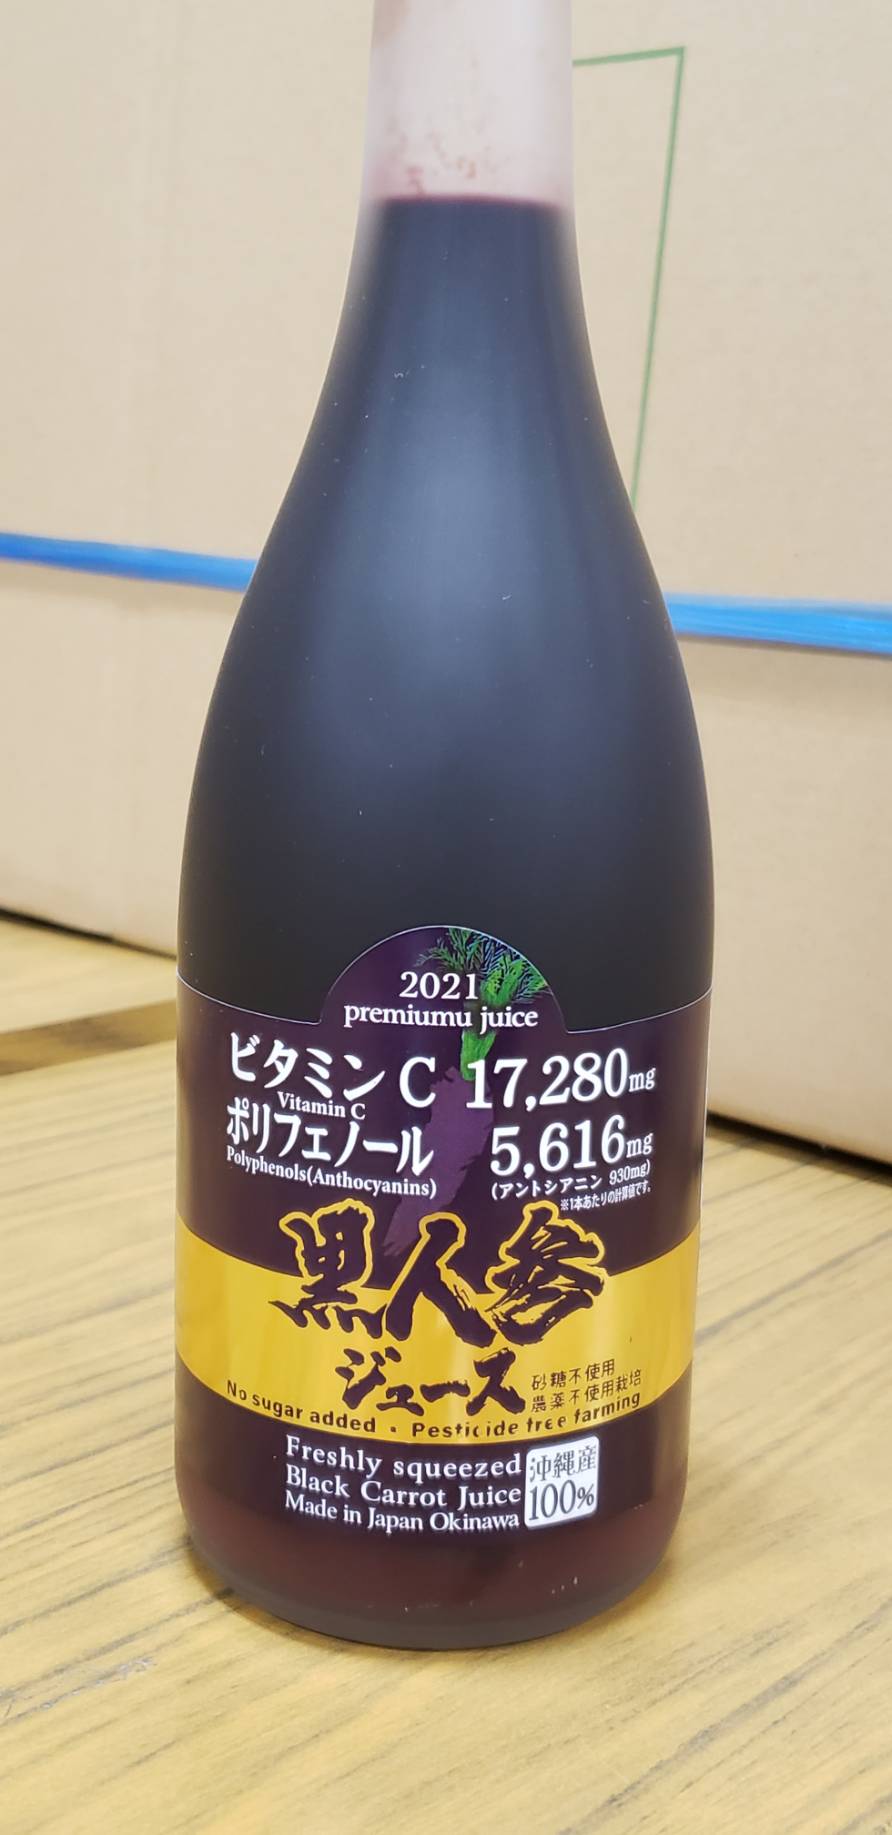 2021
premiumu juice
ビタミンC 17,280mg
Vitamin C
ポリフェノール 5,616mg
Polyphenols(Anthocyanins)
(アントシアニン 930mg)
※1本あたりの計算値です。
黒人参
ジュース
砂糖不使用
農薬不使用栽培
No sugar added • Pesticide free farming
Freshly squeezed
Black Carrot Juice
Made in Japan Okinawa
沖縄産
100%